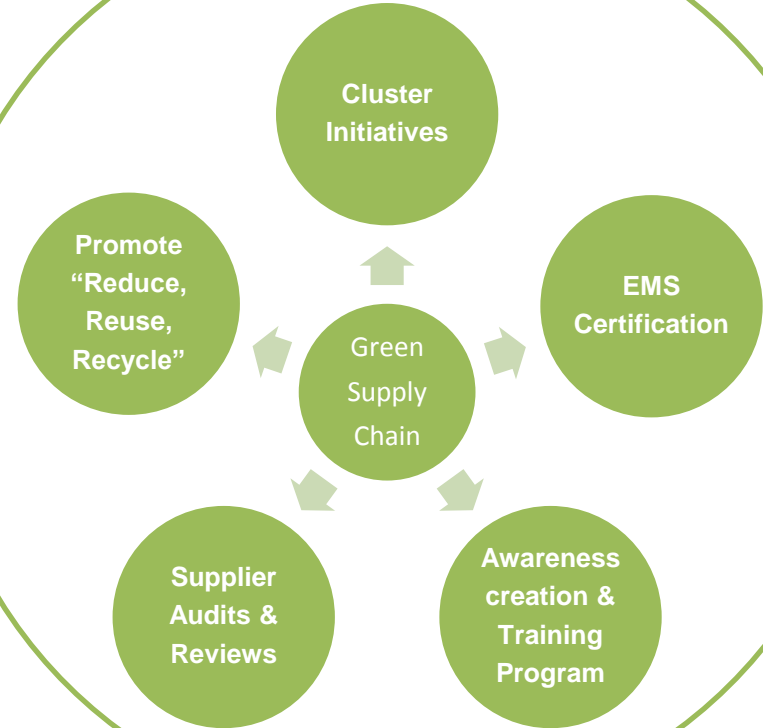 Cluster
Initiatives
Promote
“Reduce,
Reuse,
Recycle”
EMS
Certification
Green
Supply
Chain
Supplier
Audits &
Reviews
Awareness
creation &
Training
Program